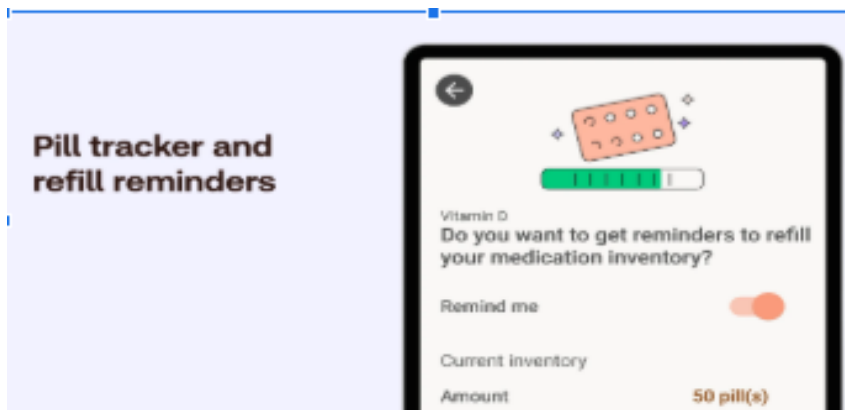 Pill tracker and
refill reminders
Vitamin D
Do you want to get reminders to refill
your medication inventory?
Remind me
Current inventory
Amount 50 pill(s)